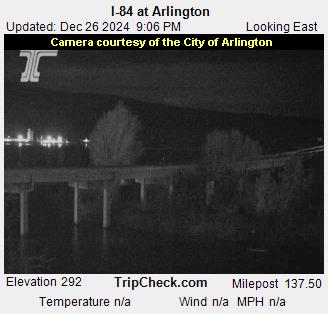 I-84 at Arlington
Updated: Dec 26 2024 9:06 PM Looking East
Camera courtesy of the City of Arlington
Elevation 292 TripCheck.com Milepost 137.50
Temperature n/a Wind n/a MPH n/a